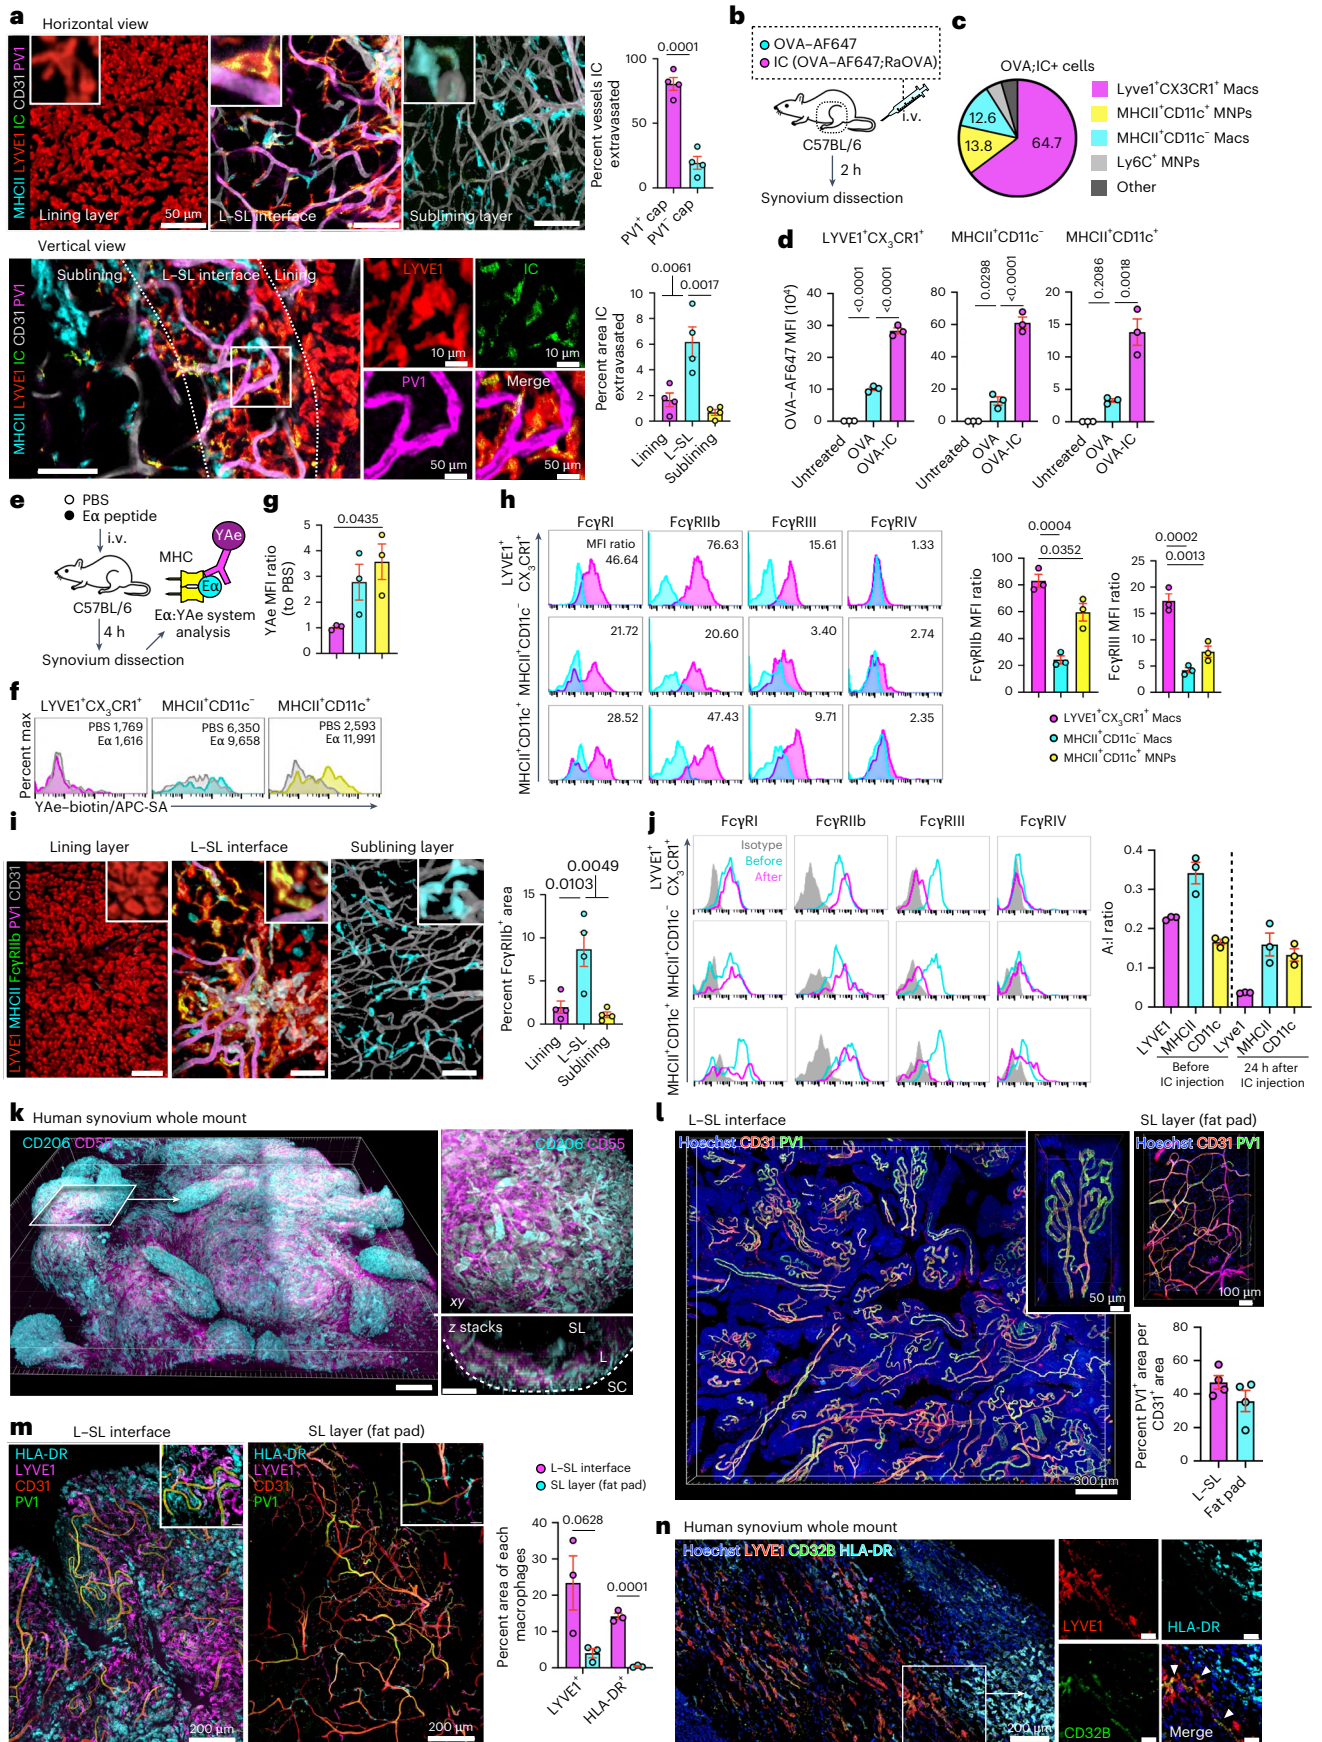 a
Horizontal view
MHCII LYVE1 IC CD31 PV1
Lining layer
50 µm
L–SL interface
Sublining layer
Percent vessels IC
extravasated
0.0001
100
50
0
PV1+ cap
PV1− cap
Vertical view
MHCII LYVE1 IC CD31 PV1
Sublining
L–SL interface
Lining
LYVE1
10 µm
IC
10 µm
PV1
50 µm
Merge
50 µm
Percent area IC
extravasated
0.0061
0.0017
10
8
6
4
2
0
Lining
L–SL
Sublining
b
OVA–AF647
IC (OVA–AF647;RaOVA)
i.v.
C57BL/6
2 h
Synovium dissection
c
OVA;IC+ cells
12.6
13.8
64.7
Lyve1+CX3CR1+ Macs
MHCII+CD11c+ MNPs
MHCII+CD11c− Macs
Ly6C+ MNPs
Other
d
LYVE1+CX3CR1+
MHCII+CD11c−
MHCII+CD11c+
OVA–AF647 MFI (10⁴)
<0.0001
<0.0001
40
30
20
10
0
Untreated
OVA
OVA-IC
0.0298
<0.0001
80
60
40
20
0
Untreated
OVA
OVA-IC
0.2086
0.0018
20
15
10
5
0
Untreated
OVA
OVA-IC
e
PBS
Eα peptide
i.v.
C57BL/6
4 h
Synovium dissection
MHC
YAe
Eα
Eα:YAe system
analysis
g
YAe MFI ratio
(to PBS)
0.0435
5
4
3
2
1
0
f
LYVE1+CX3CR1+
MHCII+CD11c−
MHCII+CD11c+
Percent max
PBS 1,769
Eα 1,616
PBS 6,350
Eα 9,658
PBS 2,593
Eα 11,991
YAe–biotin/APC-SA
h
FcγRI
FcγRIIb
FcγRIII
FcγRIV
LYVE1+
CX3CR1+
MFI ratio
46.64
76.63
15.61
1.33
MHCII+CD11c−
21.72
20.60
3.40
2.74
MHCII+CD11c+
28.52
47.43
9.71
2.35
FcγRIIb MFI ratio
0.0004
0.0352
100
80
60
40
20
0
FcγRIII MFI ratio
0.0002
0.0013
25
20
15
10
5
0
LYVE1+CX3CR1+ Macs
MHCII+CD11c− Macs
MHCII+CD11c+ MNPs
i
Lining layer
L–SL interface
Sublining layer
LYVE1 MHCII FcγRIIb PV1 CD31
Percent FcγRIIb+ area
0.0103
0.0049
15
10
5
0
Lining
L–SL
Sublining
j
FcγRI
FcγRIIb
FcγRIII
FcγRIV
LYVE1+
CX3CR1+
Isotype
Before
After
MHCII+CD11c−
MHCII+CD11c+
A:I ratio
0.4
0.3
0.2
0.1
0
LYVE1
MHCII
CD11c
Lyve1
MHCII
CD11c
Before
IC injection
24 h after
IC injection
k
Human synovium whole mount
CD206 CD55
CD206 CD55
xy
z stacks
SL
L
SC
l
L–SL interface
SL layer (fat pad)
Hoechst CD31 PV1
Hoechst CD31 PV1
50 µm
100 µm
300 µm
Percent PV1+ area per
CD31+ area
80
60
40
20
0
L–SL
Fat pad
m
L–SL interface
SL layer (fat pad)
HLA-DR
LYVE1
CD31
PV1
200 µm
HLA-DR
LYVE1
CD31
PV1
200 µm
L–SL interface
SL layer (fat pad)
Percent area of each
macrophages
0.0628
0.0001
40
30
20
10
0
LYVE1+
HLA-DR+
n
Human synovium whole mount
Hoechst LYVE1 CD32B HLA-DR
200 µm
LYVE1
HLA-DR
CD32B
Merge